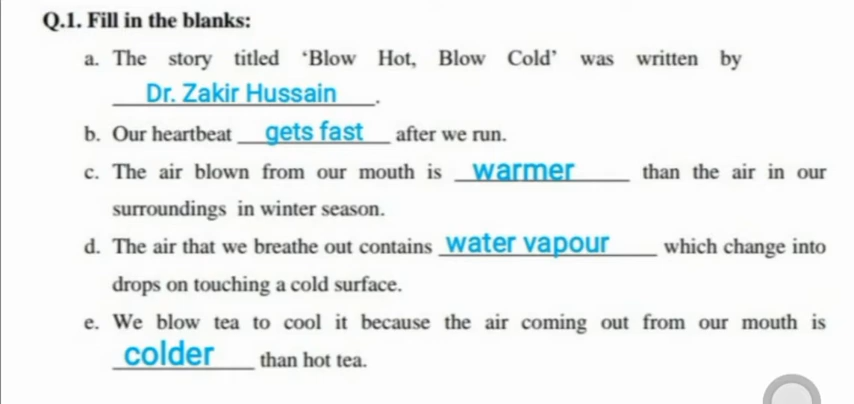 Q.1. Fill in the blanks:
a. The story titled ‘Blow Hot, Blow Cold’ was written by
Dr. Zakir Hussain.
b. Our heartbeat gets fast after we run.
c. The air blown from our mouth is warmer than the air in our
surroundings in winter season.
d. The air that we breathe out contains water vapour which change into
drops on touching a cold surface.
e. We blow tea to cool it because the air coming out from our mouth is
colder than hot tea.